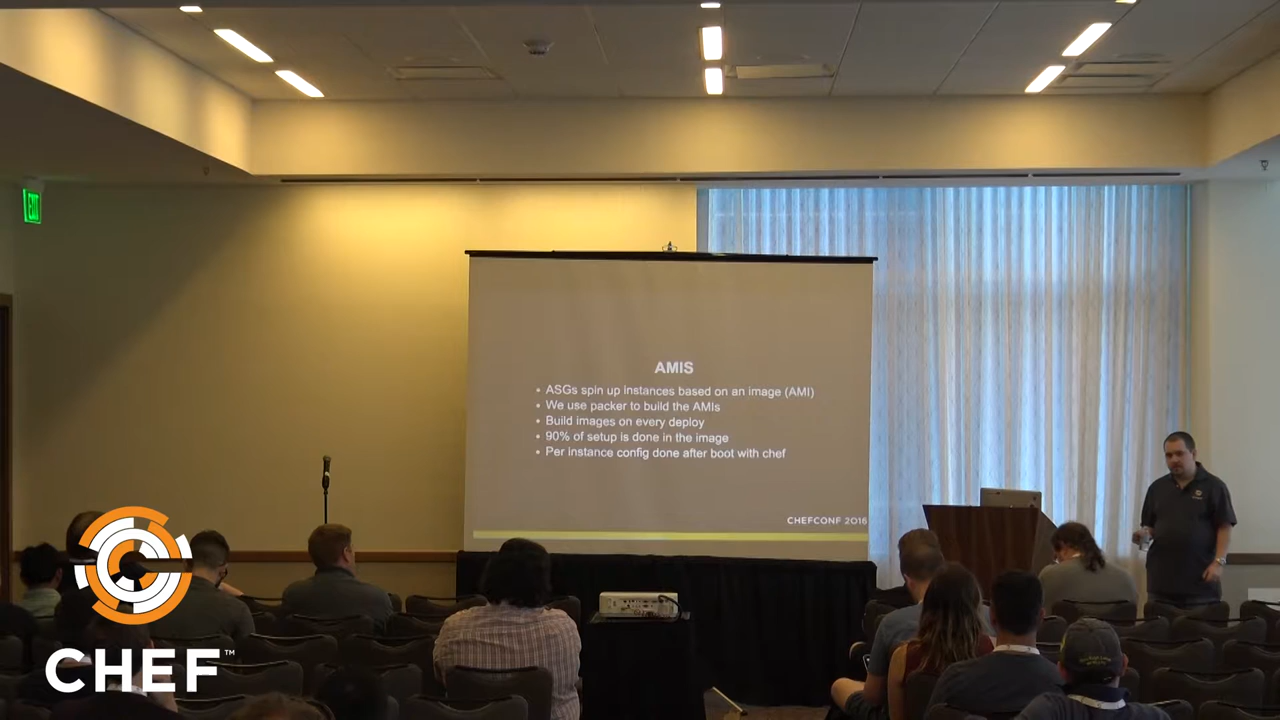 EXIT
AMIS
• ASGs spin up instances based on an image (AMI)
• We use packer to build the AMIs
• Build images on every deploy
• 90% of setup is done in the image
• Per instance config done after boot with chef
CHEFCONF 2016
CHEF™